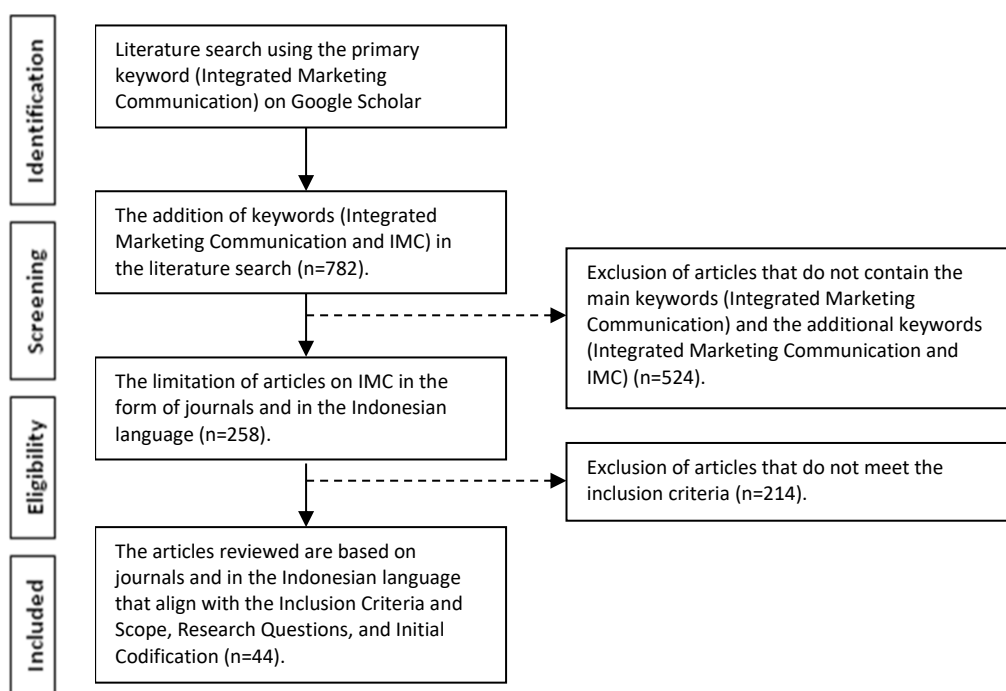 Identification
Literature search using the primary
keyword (Integrated Marketing
Communication) on Google Scholar
Screening
The addition of keywords (Integrated
Marketing Communication and IMC) in
the literature search (n=782).
Exclusion of articles that do not contain the
main keywords (Integrated Marketing
Communication) and the additional keywords
(Integrated Marketing Communication and
IMC) (n=524).
The limitation of articles on IMC in the
form of journals and in the Indonesian
language (n=258).
Eligibility
Exclusion of articles that do not meet the
inclusion criteria (n=214).
Included
The articles reviewed are based on
journals and in the Indonesian language
that align with the Inclusion Criteria and
Scope, Research Questions, and Initial
Codification (n=44).